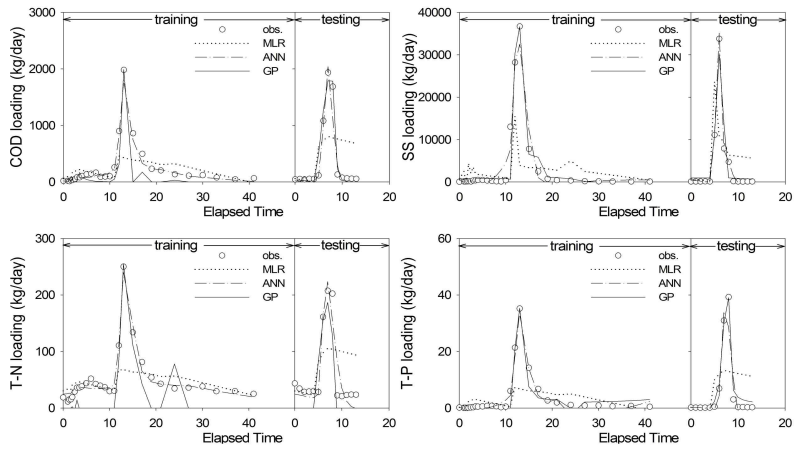 3000
2000
1000
0
COD loading (kg/day)
training
testing
obs.
MLR
ANN
GP
0 10 20 30 40 0 10 20
Elapsed Time
40000
30000
20000
10000
0
SS loading (kg/day)
training
testing
obs.
MLR
ANN
GP
0 10 20 30 40 0 10 20
Elapsed Time
300
200
100
0
T-N loading (kg/day)
training
testing
obs.
MLR
ANN
GP
0 10 20 30 40 0 10 20
Elapsed Time
60
40
20
0
T-P loading (kg/day)
training
testing
obs.
MLR
ANN
GP
0 10 20 30 40 0 10 20
Elapsed Time